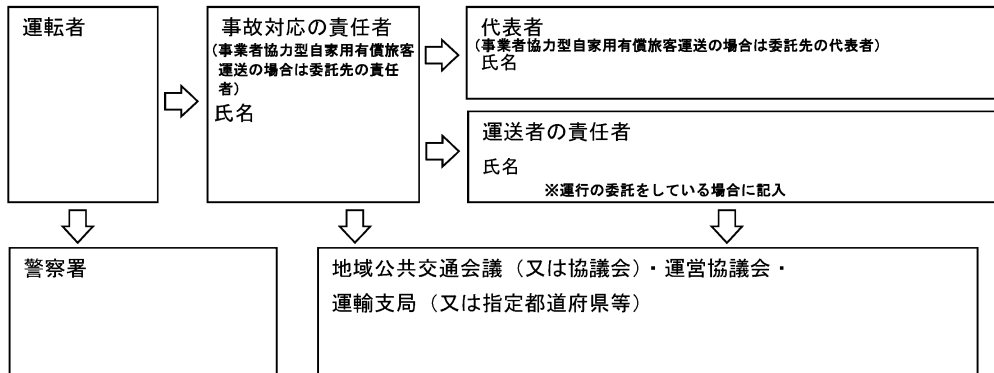 運転者
事故対応の責任者
(事業者協力型自家用有償旅客
運送の場合は委託先の責任
者)
氏名
代表者
(事業者協力型自家用有償旅客運送の場合は委託先の代表者)
氏名
運送者の責任者
氏名
※運行の委託をしている場合に記入
警察署
地域公共交通会議（又は協議会）・運営協議会・
運輸支局（又は指定都道府県等）